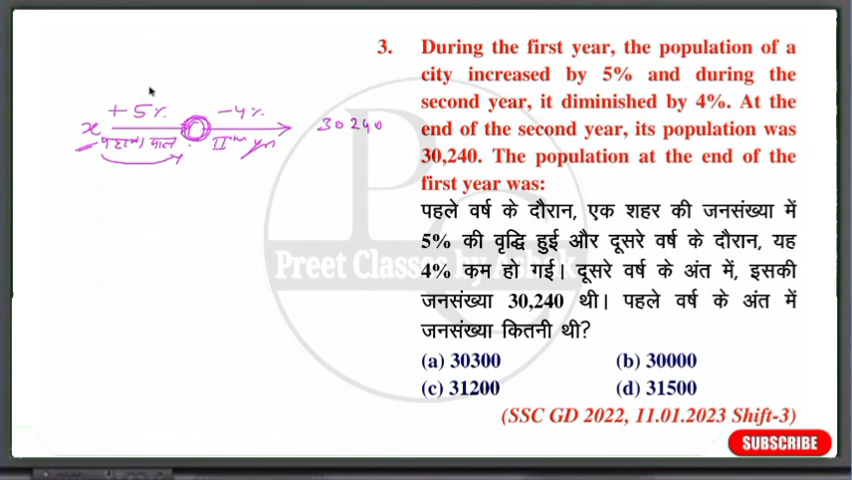 3. During the first year, the population of a
city increased by 5% and during the
second year, it diminished by 4%. At the
end of the second year, its population was
30,240. The population at the end of the
first year was:
पहले वर्ष के दौरान, एक शहर की जनसंख्या में
5% की वृद्धि हुई और दूसरे वर्ष के दौरान, यह
4% कम हो गई। दूसरे वर्ष के अंत में, इसकी
जनसंख्या 30,240 थी। पहले वर्ष के अंत में
जनसंख्या कितनी थी?
(a) 30300 (b) 30000
(c) 31200 (d) 31500
(SSC GD 2022, 11.01.2023 Shift-3)
+5% -4%
x 30240
Preet Classes by Ashok
SUBSCRIBE